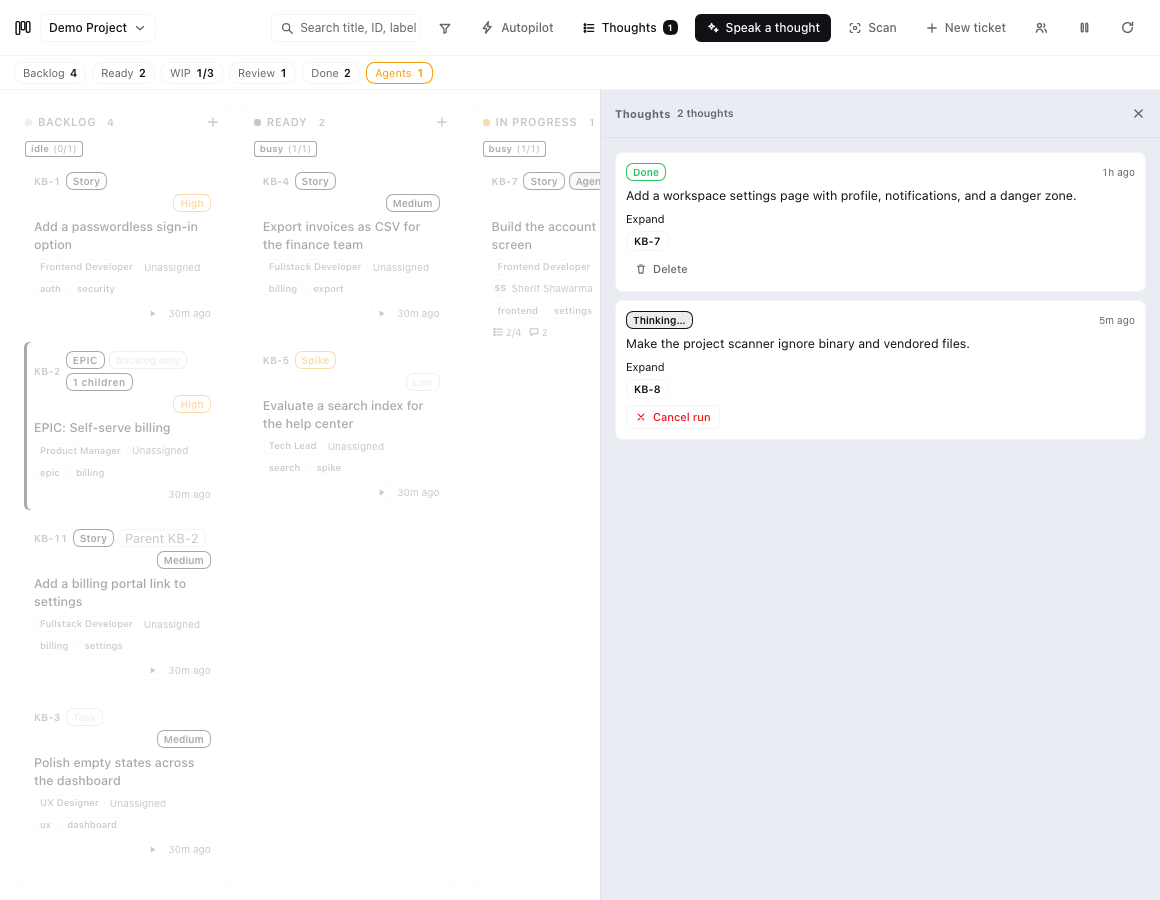 Demo Project
Search title, ID, label
Autopilot
Thoughts 1
Speak a thought
Scan
New ticket
Backlog 4
Ready 2
WIP 1/3
Review 1
Done 2
Agents 1
BACKLOG 4
idle (0/1)
KB-1 Story
High
Add a passwordless sign-in
option
Frontend Developer Unassigned
auth security
30m ago
KB-2 EPIC Backlog only
1 children
High
EPIC: Self-serve billing
Product Manager Unassigned
epic billing
30m ago
KB-11 Story Parent KB-2
Medium
Add a billing portal link to
settings
Fullstack Developer Unassigned
billing settings
30m ago
KB-3 Task
Medium
Polish empty states across
the dashboard
UX Designer Unassigned
ux dashboard
30m ago
READY 2
busy (1/1)
KB-4 Story
Medium
Export invoices as CSV for
the finance team
Fullstack Developer Unassigned
billing export
30m ago
KB-5 Spike
Low
Evaluate a search index for
the help center
Tech Lead Unassigned
search spike
30m ago
IN PROGRESS 1
busy (1/1)
KB-7 Story Agen
Build the account
screen
Frontend Developer
SS Sherif Shawarma
frontend settings
2/4 2
Thoughts 2 thoughts
Done 1h ago
Add a workspace settings page with profile, notifications, and a danger zone.
Expand
KB-7
Delete
Thinking... 5m ago
Make the project scanner ignore binary and vendored files.
Expand
KB-8
Cancel run